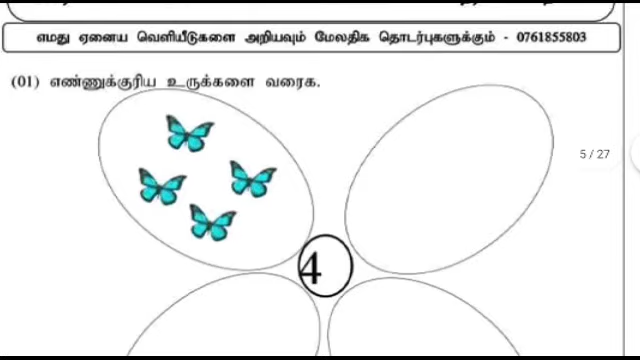 எமது ஏனைய வெளியீடுகளை அறியவும் மேலதிக தொடர்புகளுக்கும் - 0761855803
(01) எண்ணுக்குரிய உருக்களை வரைக.
5 / 27
4